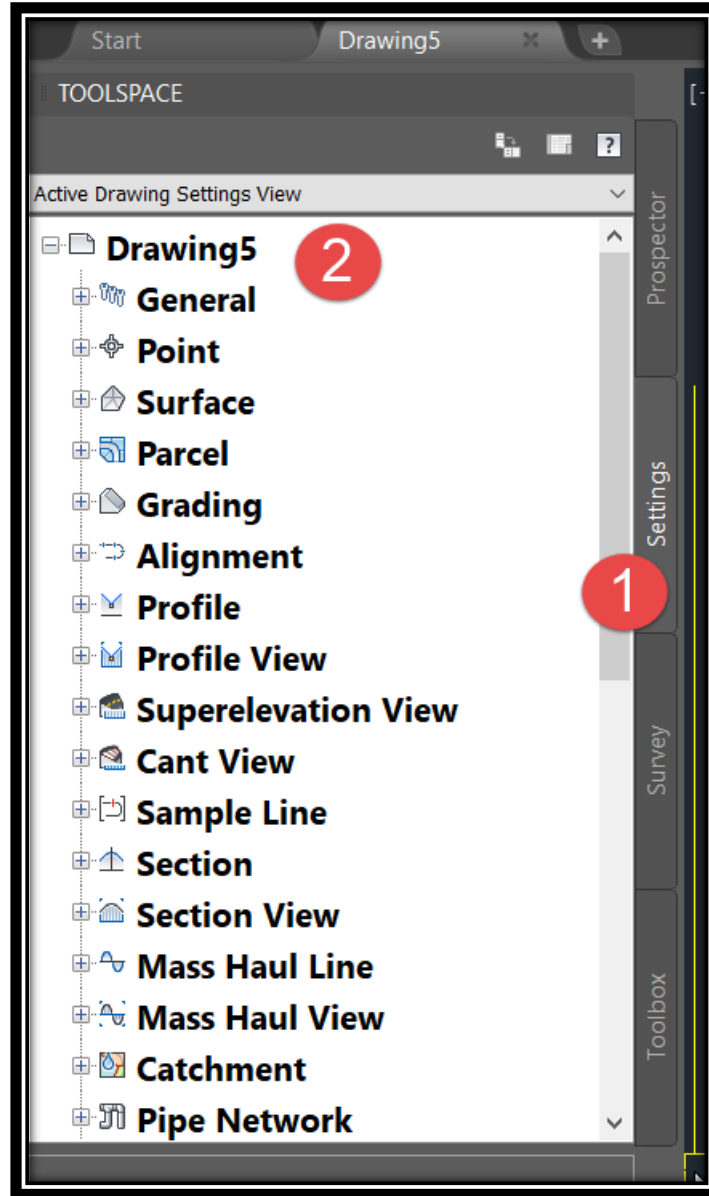 Start
Drawing5
+
TOOLSPACE
?
Active Drawing Settings View
Drawing5
2
General
Point
Surface
Parcel
Grading
Alignment
Profile
Profile View
Superelevation View
Cant View
Sample Line
Section
Section View
Mass Haul Line
Mass Haul View
Catchment
Pipe Network
Prospector
Settings
1
Survey
Toolbox
[-